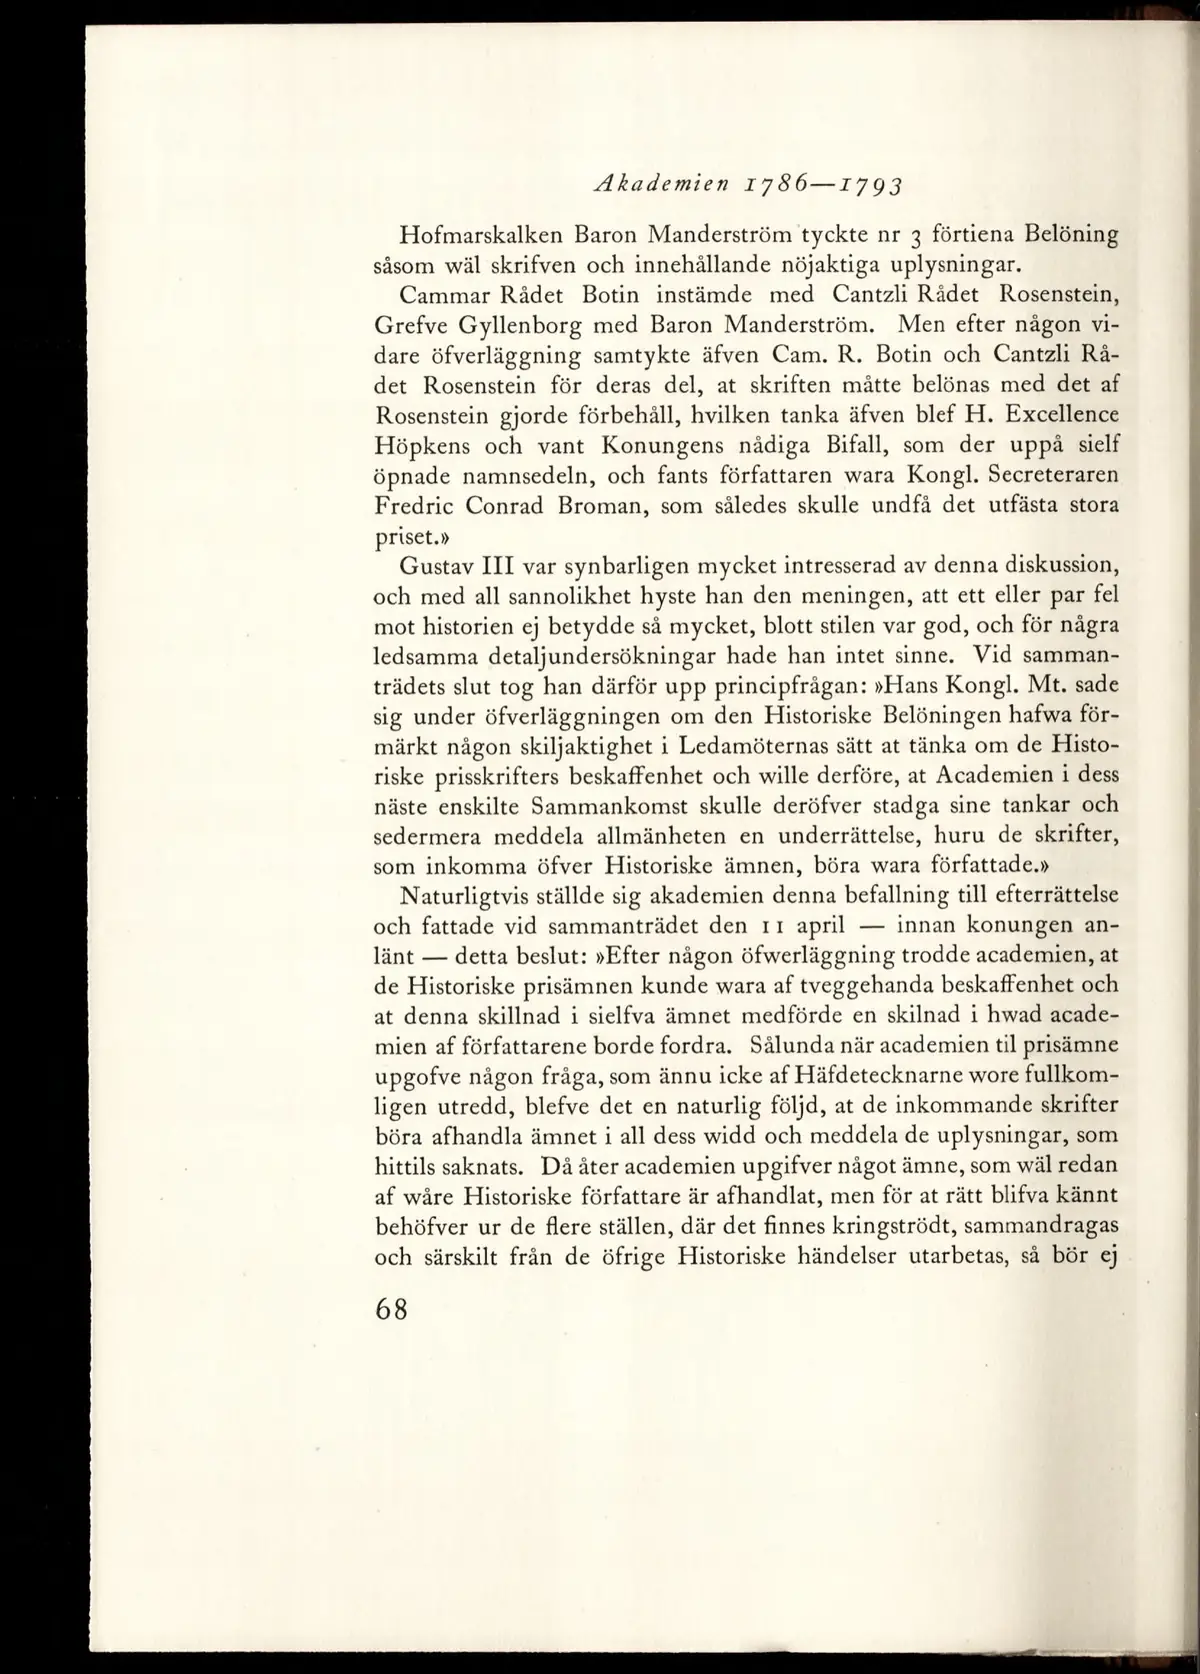 Akademien 1786—1793
Hofmarskalken Baron Manderström tyckte nr 3 förtiena Belöning
såsom wäl skrifven och innehållande nöjaktiga uplysningar.
Cammar Rådet Botin instämde med Cantzli Rådet Rosenstein,
Grefve Gyllenborg med Baron Manderström. Men efter någon vi-
dare öfverläggning samtykte äfven Cam. R. Botin och Cantzli Rå-
det Rosenstein för deras del, at skriften måtte belönas med det af
Rosenstein gjorde förbehåll, hvilken tanka äfven blef H. Excellence
Höpkens och vant Konungens nådiga Bifall, som der uppå sielf
öpnade namnsedeln, och fants författaren wara Kongl. Secreteraren
Fredric Conrad Broman, som således skulle undfå det utfästa stora
priset.»
Gustav III var synbarligen mycket intresserad av denna diskussion,
och med all sannolikhet hyste han den meningen, att ett eller par fel
mot historien ej betydde så mycket, blott stilen var god, och för några
ledsamma detaljundersökningar hade han intet sinne. Vid samman-
trädets slut tog han därför upp principfrågan: »Hans Kongl. Mt. sade
sig under öfverläggningen om den Historiske Belöningen hafwa för-
märkt någon skiljaktighet i Ledamöternas sätt at tänka om de Histo-
riske prisskrifters beskaffenhet och wille derföre, at Academien i dess
näste enskilte Sammankomst skulle deröfver stadga sine tankar och
sedermera meddela allmänheten en underrättelse, huru de skrifter,
som inkomma öfver Historiske ämnen, böra wara författade.»
Naturligtvis ställde sig akademien denna befallning till efterrättelse
och fattade vid sammanträdet den 11 april — innan konungen an-
länt — detta beslut: »Efter någon öfwerläggning trodde academien, at
de Historiske prisämnen kunde wara af tveggehanda beskaffenhet och
at denna skillnad i sielfva ämnet medförde en skilnad i hwad acade-
mien af författarene borde fordra. Sålunda när academien til prisämne
upgofve någon fråga, som ännu icke af Häfdetecknarne wore fullkom-
ligen utredd, blefve det en naturlig följd, at de inkommande skrifter
böra afhandla ämnet i all dess widd och meddela de uplysningar, som
hittils saknats. Då åter academien upgifver något ämne, som wäl redan
af wåre Historiske författare är afhandlat, men för at rätt blifva kännt
behöfver ur de flere ställen, där det finnes kringströdt, sammandragas
och särskilt från de öfrige Historiske händelser utarbetas, så bör ej
68